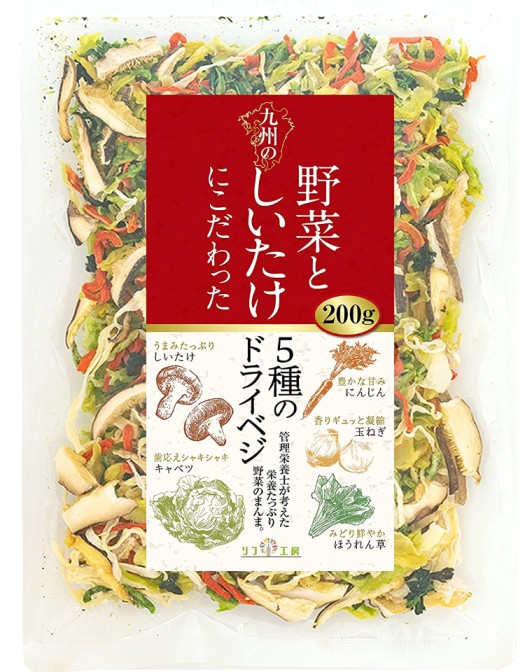 野菜と
九州の
しいたけ
にこだわった
200g
5種の
ドライベジ
管理栄養士が考えた
栄養たっぷり
野菜のまんま。
うまみたっぷり
しいたけ
豊かな甘み
にんじん
香りギュッと凝縮
玉ねぎ
歯応えシャキシャキ
キャベツ
みどり鮮やか
ほうれん草
リフ工房